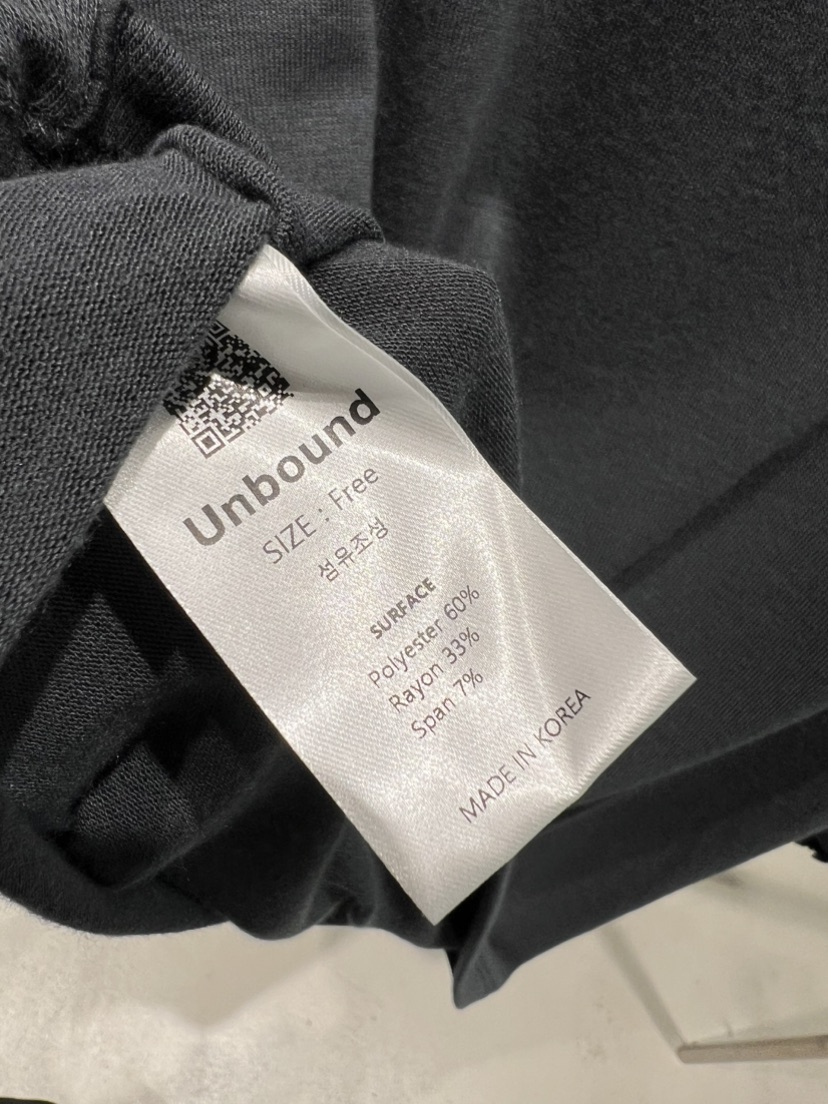 Unbound
SIZE : Free
섬유조성
SURFACE
Polyester 60%
Rayon 33%
Span 7%
MADE IN KOREA